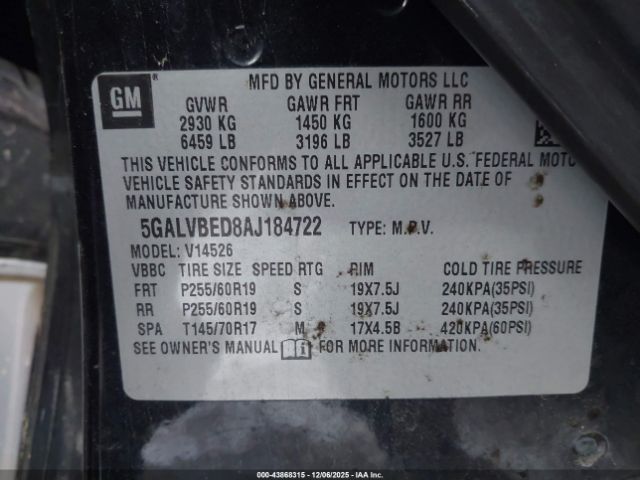 GM®
MFD BY GENERAL MOTORS LLC
GVWR GAWR FRT GAWR RR
2930 KG 1450 KG 1600 KG
6459 LB 3196 LB 3527 LB
THIS VEHICLE CONFORMS TO ALL APPLICABLE U.S. FEDERAL MOTO
VEHICLE SAFETY STANDARDS IN EFFECT ON THE DATE OF
MANUFACTURE SHOWN ABOVE.
5GALVBED8AJ184722 TYPE: M.P.V.
MODEL: V14526
VBBC TIRE SIZE SPEED RTG RIM COLD TIRE PRESSURE
FRT P255/60R19 S 19X7.5J 240KPA(35PSI)
RR P255/60R19 S 19X7.5J 240KPA(35PSI)
SPA T145/70R17 M 17X4.5B 420KPA(60PSI)
SEE OWNER'S MANUAL FOR MORE INFORMATION.
000-43868315 - 12/06/2025 - IAA Inc.